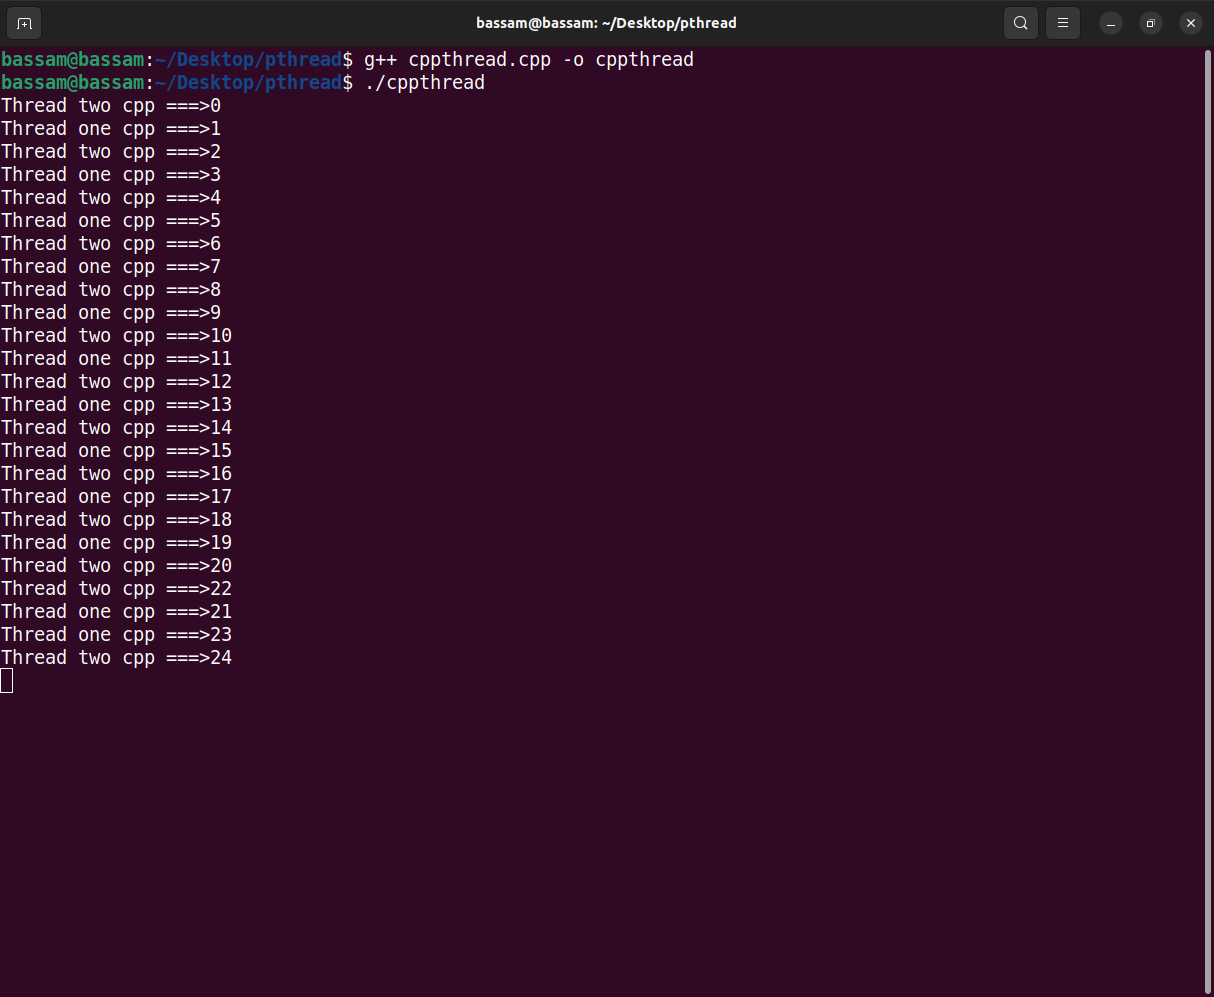 bassam@bassam: ~/Desktop/pthread
bassam@bassam:~/Desktop/pthread$ g++ cppthread.cpp -o cppthread
bassam@bassam:~/Desktop/pthread$ ./cppthread
Thread two cpp ===>0
Thread one cpp ===>1
Thread two cpp ===>2
Thread one cpp ===>3
Thread two cpp ===>4
Thread one cpp ===>5
Thread two cpp ===>6
Thread one cpp ===>7
Thread two cpp ===>8
Thread one cpp ===>9
Thread two cpp ===>10
Thread one cpp ===>11
Thread two cpp ===>12
Thread one cpp ===>13
Thread two cpp ===>14
Thread one cpp ===>15
Thread two cpp ===>16
Thread one cpp ===>17
Thread two cpp ===>18
Thread one cpp ===>19
Thread two cpp ===>20
Thread two cpp ===>22
Thread one cpp ===>21
Thread one cpp ===>23
Thread two cpp ===>24